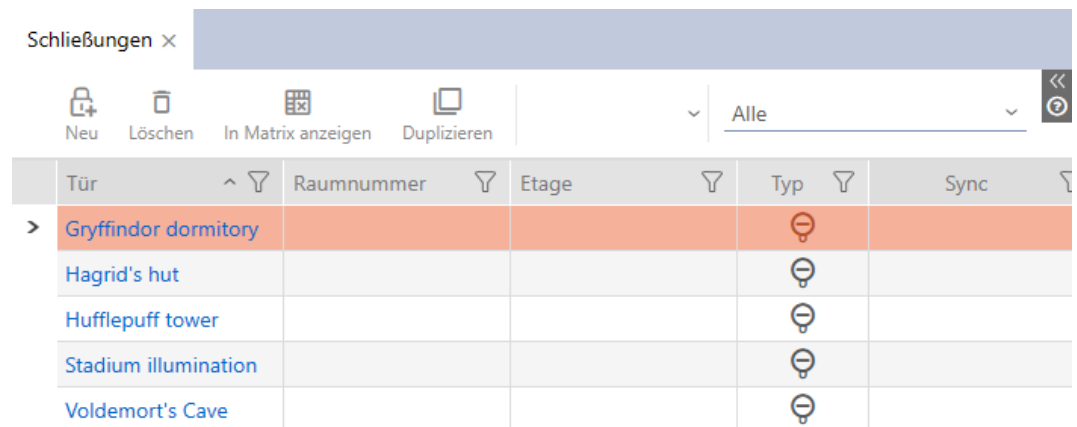 Schließungen
Neu Löschen In Matrix anzeigen Duplizieren Alle
Tür Raumnummer Etage Typ Sync
Gryffindor dormitory
Hagrid's hut
Hufflepuff tower
Stadium illumination
Voldemort's Cave